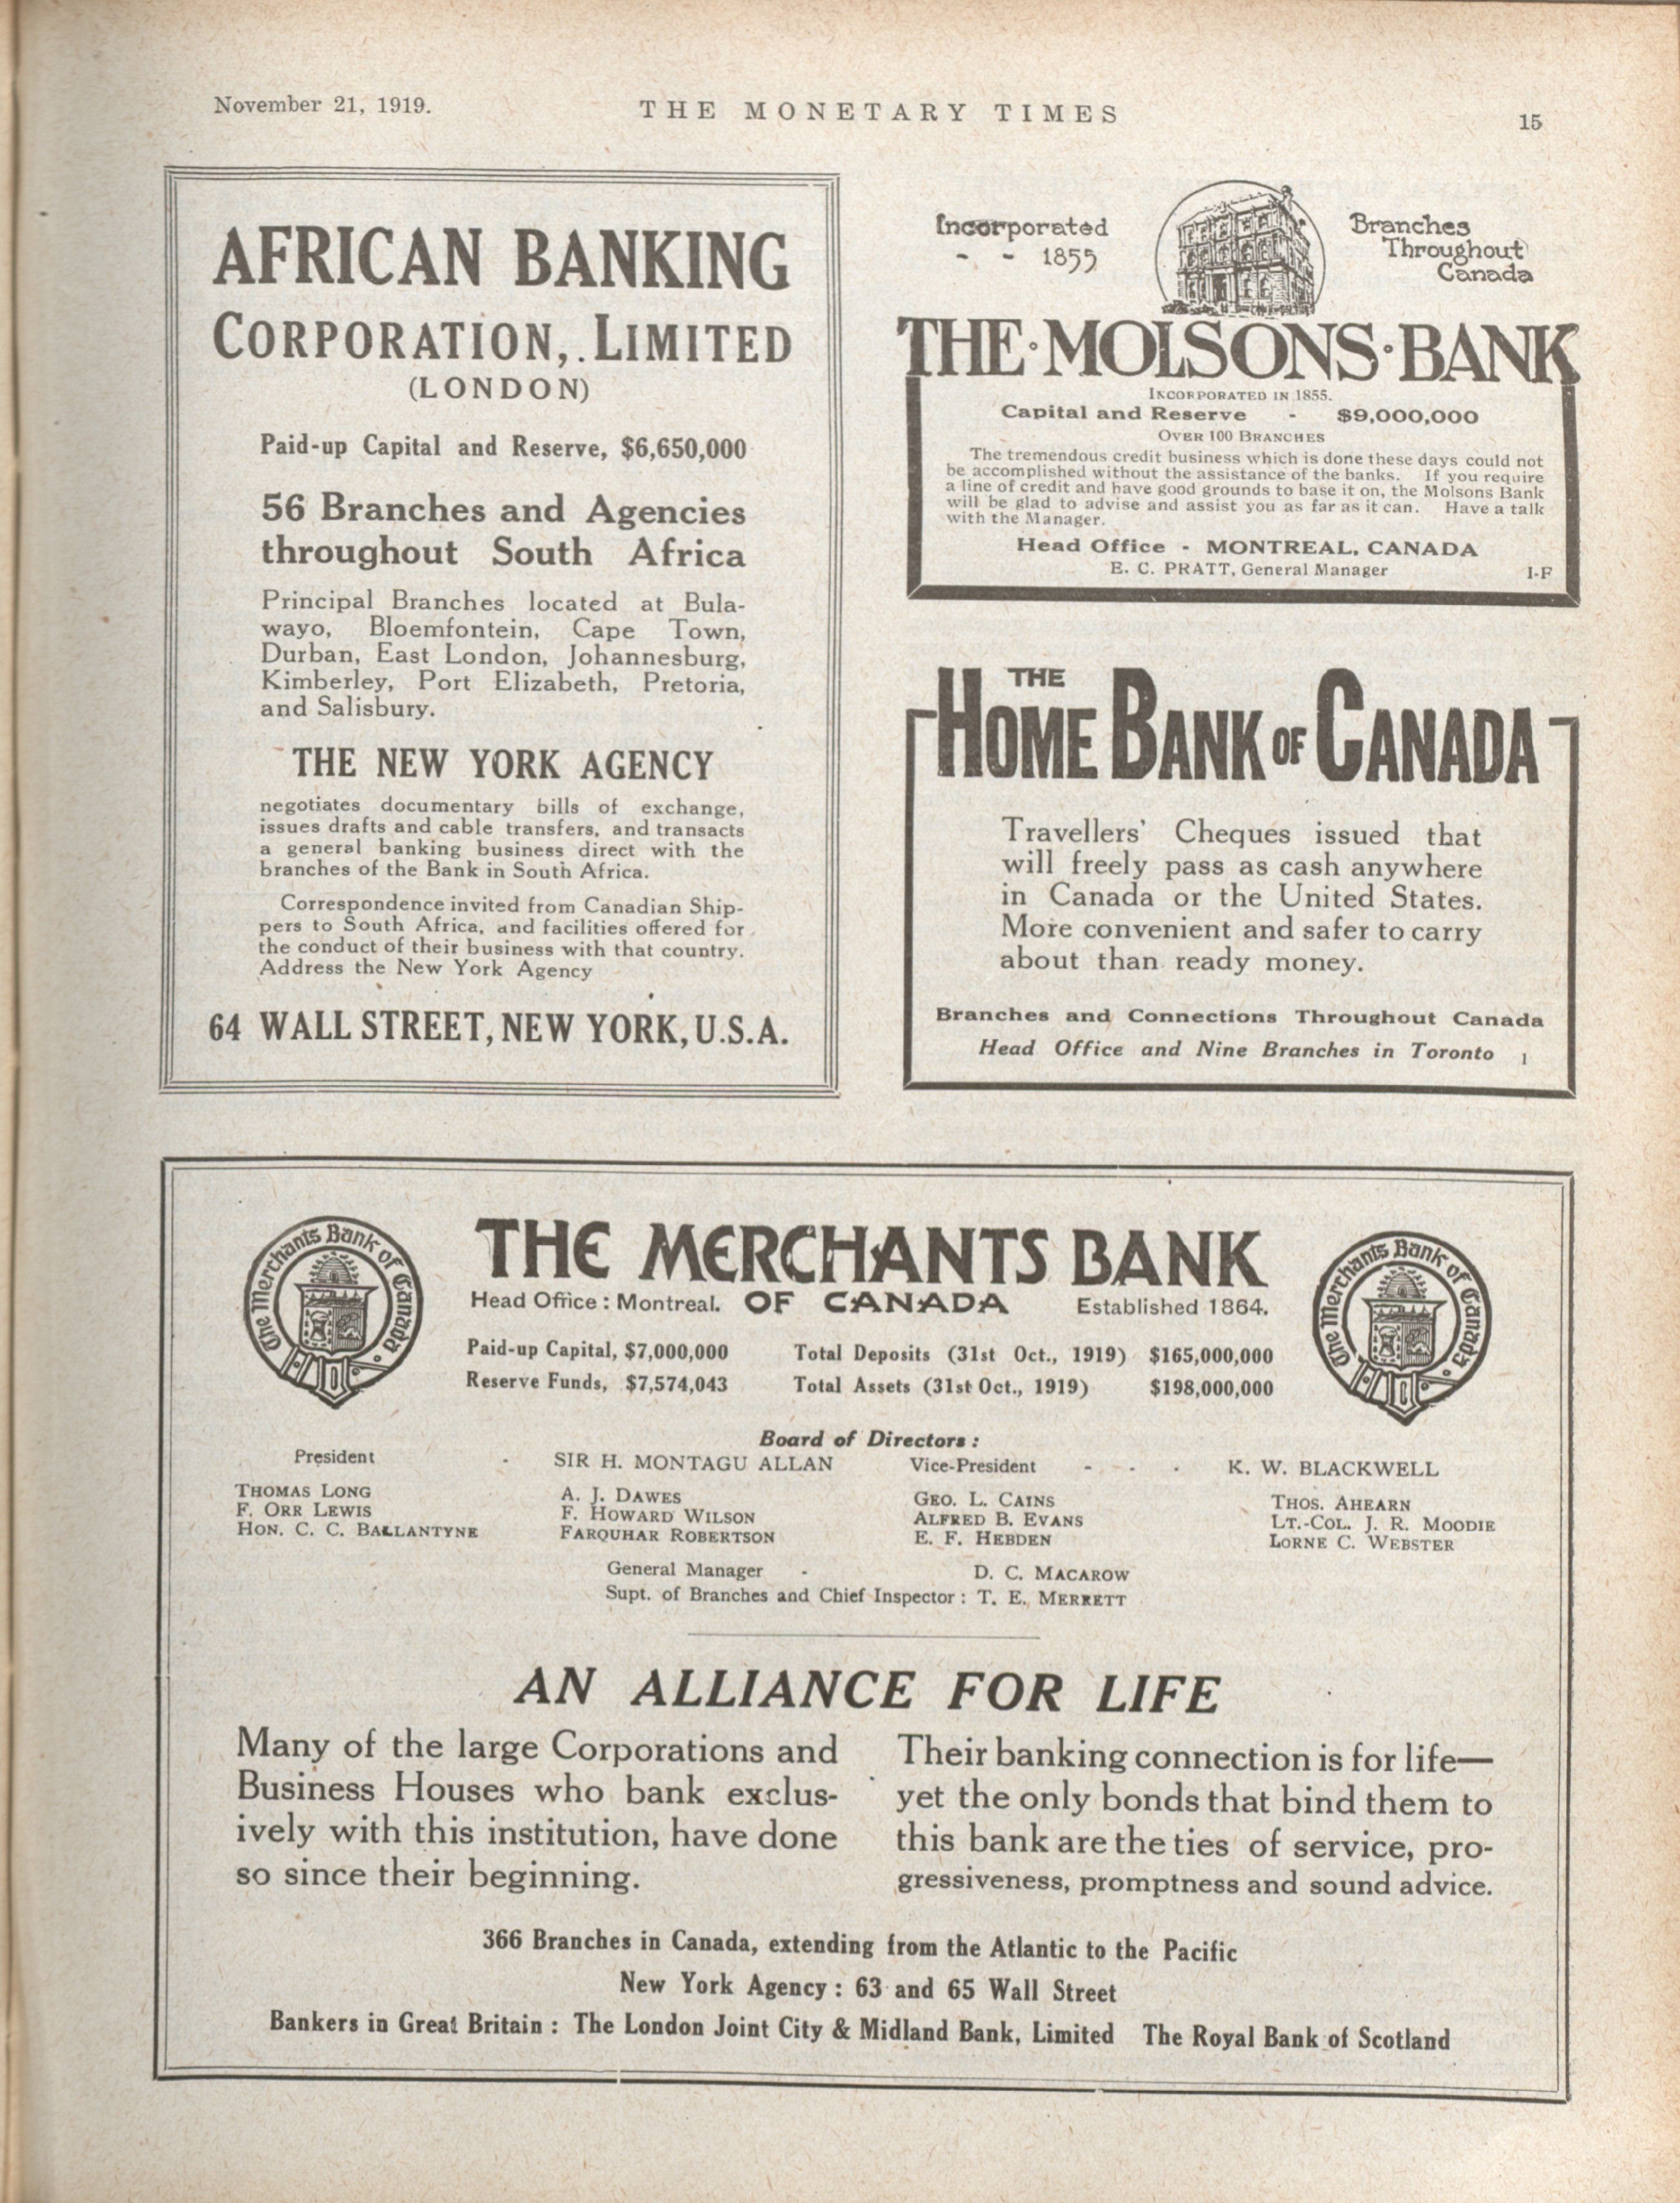 November 21, 1919.
THE MONETARY TIMES
15
AFRICAN BANKING
CORPORATION, LIMITED
(LONDON)
Paid-up Capital and Reserve, $6,650,000
56 Branches and Agencies
throughout South Africa
Principal Branches located at Bula-
wayo, Bloemfontein, Cape Town,
Durban, East London, Johannesburg,
Kimberley, Port Elizabeth, Pretoria,
and Salisbury.
THE NEW YORK AGENCY
negotiates documentary bills of exchange,
issues drafts and cable transfers, and transacts
a general banking business direct with the
branches of the Bank in South Africa.
Correspondence invited from Canadian Ship-
pers to South Africa, and facilities offered for
the conduct of their business with that country.
Address the New York Agency
64 WALL STREET, NEW YORK, U.S.A.
Incorporated
- - 1855
Branches
Throughout
Canada
THE·MOLSONS·BANK
INCORPORATED IN 1855.
Capital and Reserve - $9,000,000
OVER 100 BRANCHES
The tremendous credit business which is done these days could not
be accomplished without the assistance of the banks. If you require
a line of credit and have good grounds to base it on, the Molsons Bank
will be glad to advise and assist you as far as it can. Have a talk
with the Manager.
Head Office - MONTREAL, CANADA
E. C. PRATT, General Manager
I-F
THE
HOME BANK OF CANADA
Travellers' Cheques issued that
will freely pass as cash anywhere
in Canada or the United States.
More convenient and safer to carry
about than ready money.
Branches and Connections Throughout Canada
Head Office and Nine Branches in Toronto 1
The Merchants Bank of Canada
THE MERCHANTS BANK
Head Office : Montreal. OF CANADA Established 1864.
The Merchants Bank of Canada
Paid-up Capital, $7,000,000 Total Deposits (31st Oct., 1919) $165,000,000
Reserve Funds, $7,574,043 Total Assets (31st Oct., 1919) $198,000,000
Board of Directors :
President - SIR H. MONTAGU ALLAN Vice-President - - - K. W. BLACKWELL
THOMAS LONG A. J. DAWES GEO. L. CAINS THOS. AHEARN
F. ORR LEWIS F. HOWARD WILSON ALFRED B. EVANS LT.-COL. J. R. MOODIE
HON. C. C. BALLANTYNE FARQUHAR ROBERTSON E. F. HEBDEN LORNE C. WEBSTER
General Manager - D. C. MACAROW
Supt. of Branches and Chief Inspector : T. E. MERRETT
AN ALLIANCE FOR LIFE
Many of the large Corporations and
Business Houses who bank exclus-
ively with this institution, have done
so since their beginning.
Their banking connection is for life—
yet the only bonds that bind them to
this bank are the ties of service, pro-
gressiveness, promptness and sound advice.
366 Branches in Canada, extending from the Atlantic to the Pacific
New York Agency : 63 and 65 Wall Street
Bankers in Great Britain : The London Joint City & Midland Bank, Limited The Royal Bank of Scotland